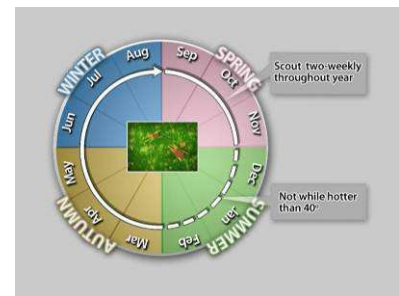 WINTER
Jun
Jul
Aug
SPRING
Sep
Oct
Nov
SUMMER
Dec
Jan
Feb
AUTUMN
Mar
Apr
May
Scout two-weekly
throughout year
Not while hotter
than 40°